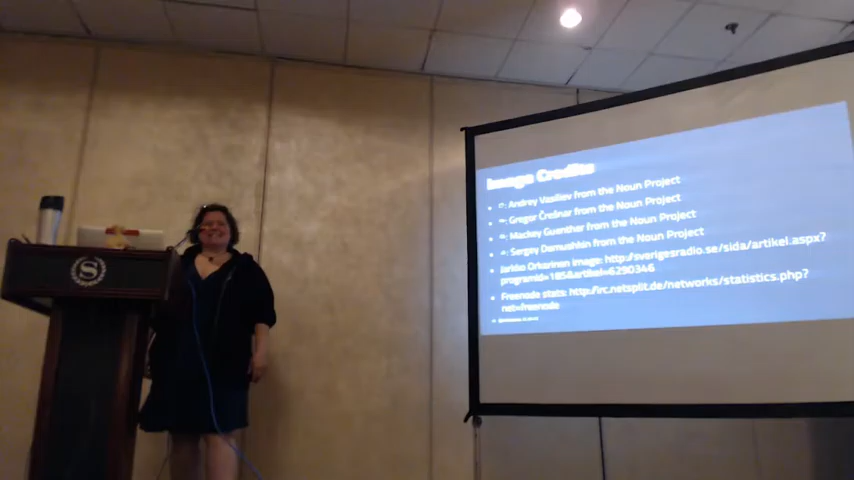 Image Credits
: Andrey Vasiliev from the Noun Project
: Gregor Črešnar from the Noun Project
: Mackey Guenther from the Noun Project
: Sergey Demushkin from the Noun Project
Jarkko Oikarinen image: http://sverigesradio.se/sida/artikel.aspx?
programid=185&artikel=6290346
Freenode stats: http://irc.netsplit.de/networks/statistics.php?
net=freenode
S